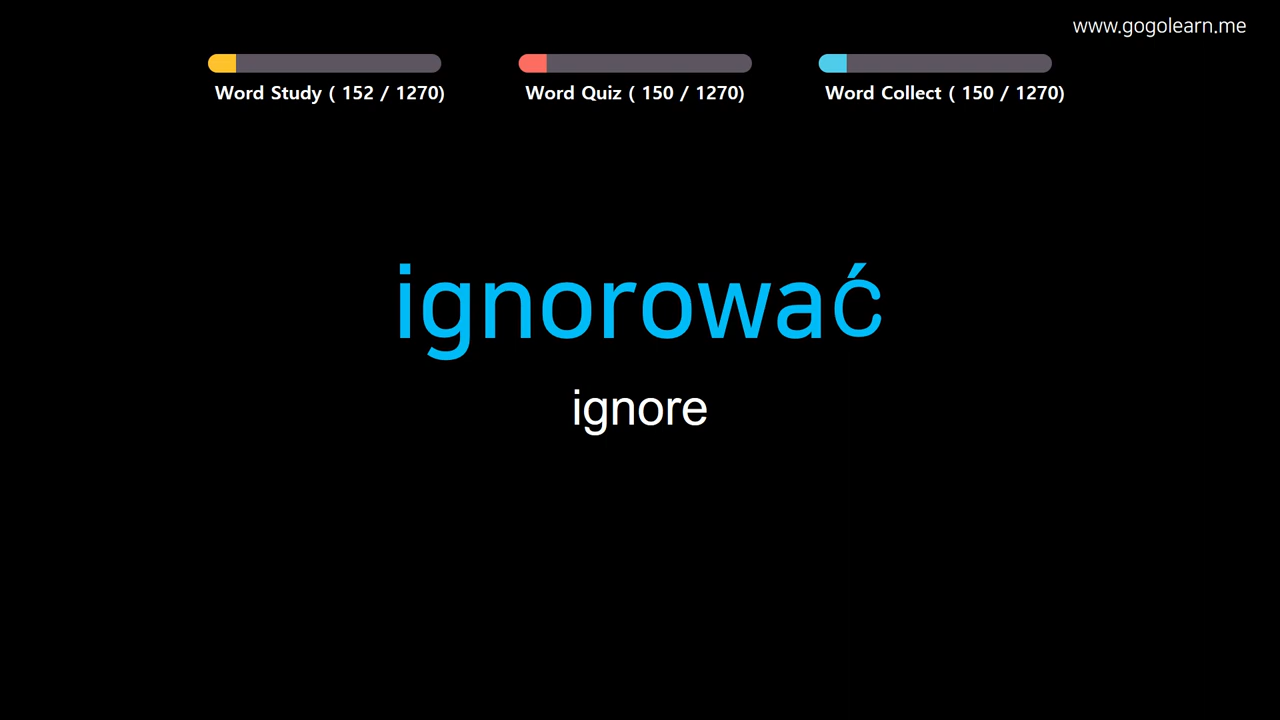 www.gogolearn.me
Word Study ( 152 / 1270)
Word Quiz ( 150 / 1270)
Word Collect ( 150 / 1270)
ignorować
ignore